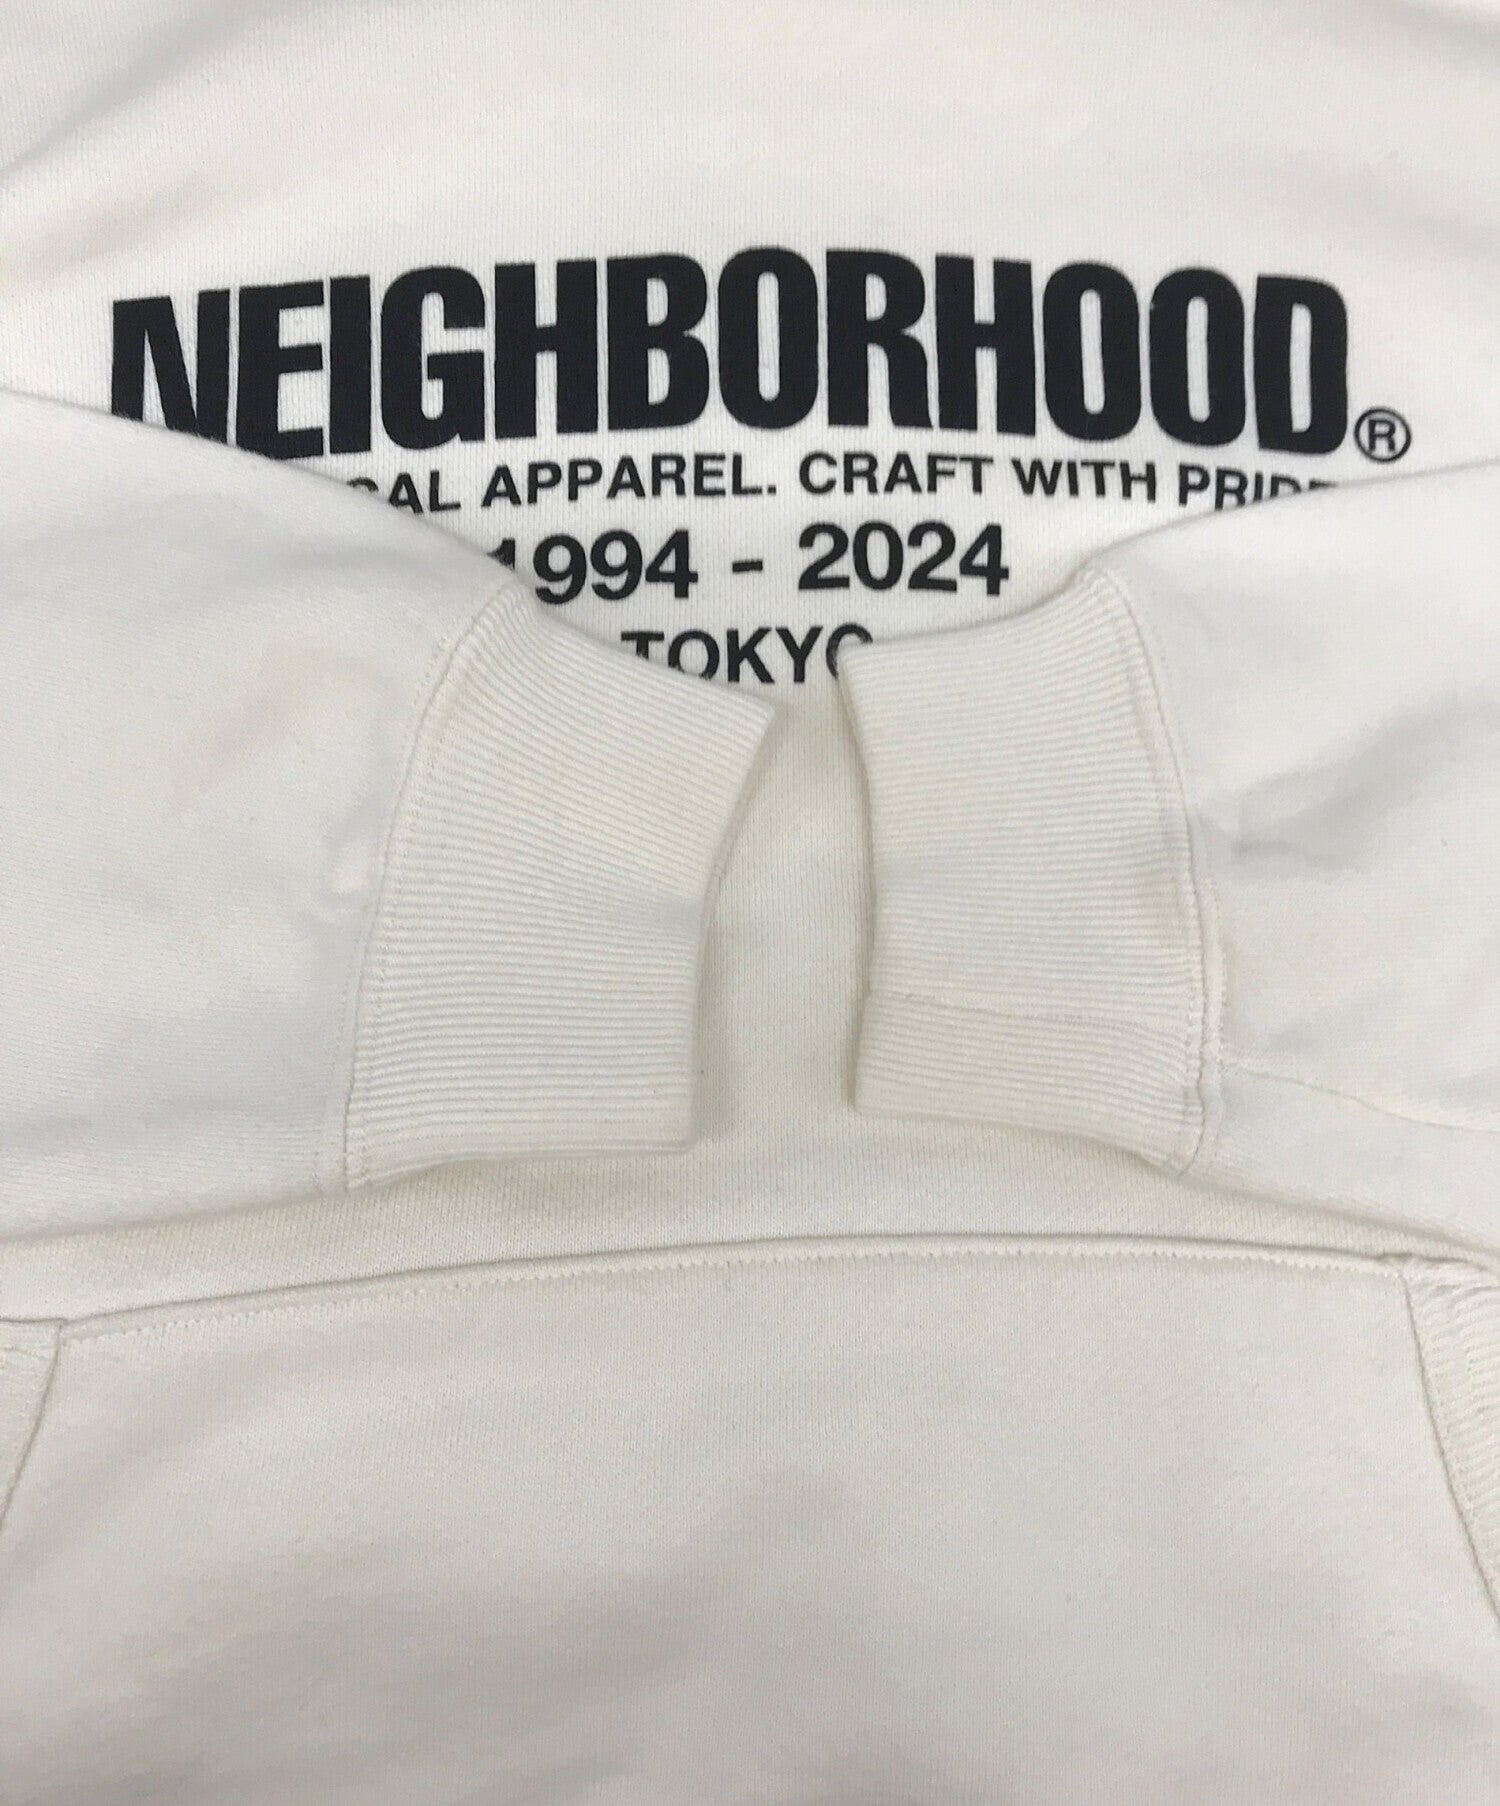 NEIGHBORHOOD®
APPAREL. CRAFT WITH
1994 - 2024
TOKYO